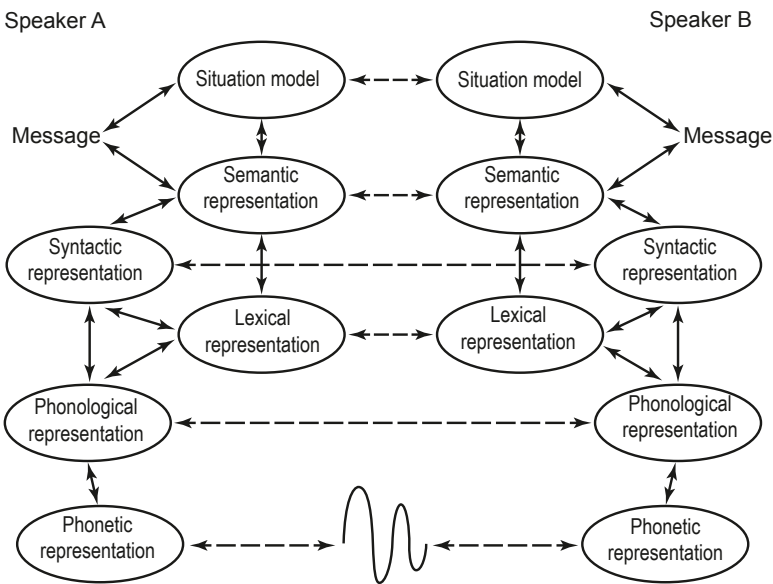 Speaker A
Speaker B
Situation model
Situation model
Message
Message
Semantic
representation
Semantic
representation
Syntactic
representation
Syntactic
representation
Lexical
representation
Lexical
representation
Phonological
representation
Phonological
representation
Phonetic
representation
Phonetic
representation